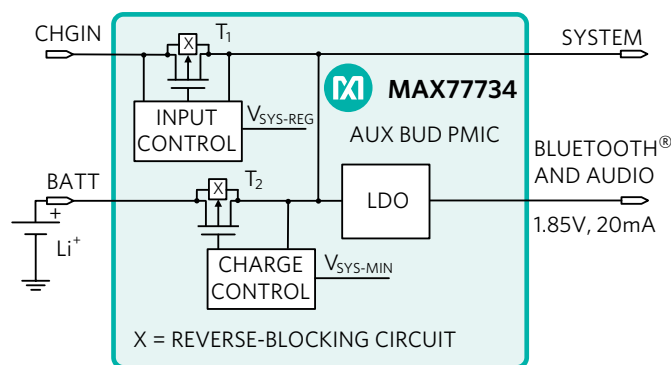 CHGIN
X
T1
SYSTEM
MAX77734
INPUT
CONTROL
VSYS-REG
AUX BUD PMIC
BLUETOOTH®
AND AUDIO
BATT
X
T2
LDO
+
Li+
1.85V, 20mA
CHARGE
CONTROL
VSYS-MIN
X = REVERSE-BLOCKING CIRCUIT